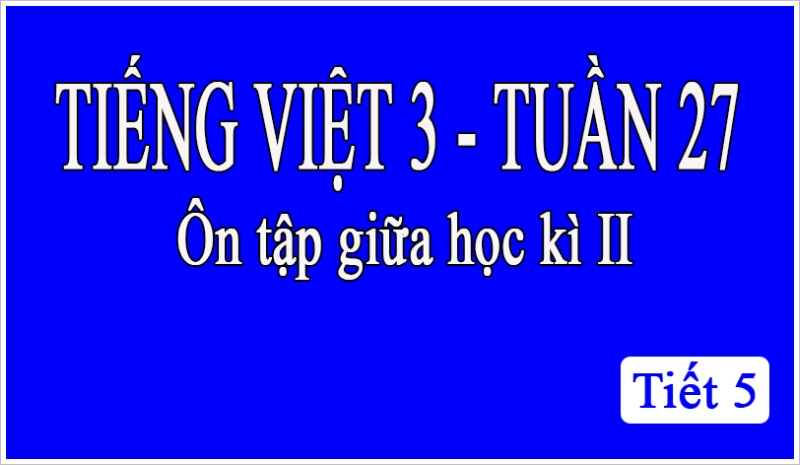 TIẾNG VIỆT 3 - TUẦN 27
Ôn tập giữa học kì II
Tiết 5